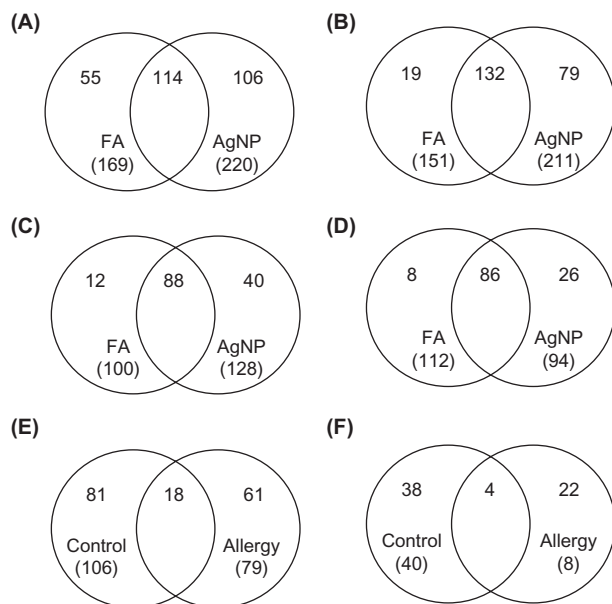 (A)
55 114 106
FA AgNP
(169) (220)
(B)
19 132 79
FA AgNP
(151) (211)
(C)
12 88 40
FA AgNP
(100) (128)
(D)
8 86 26
FA AgNP
(112) (94)
(E)
81 18 61
Control Allergy
(106) (79)
(F)
38 4 22
Control Allergy
(40) (8)